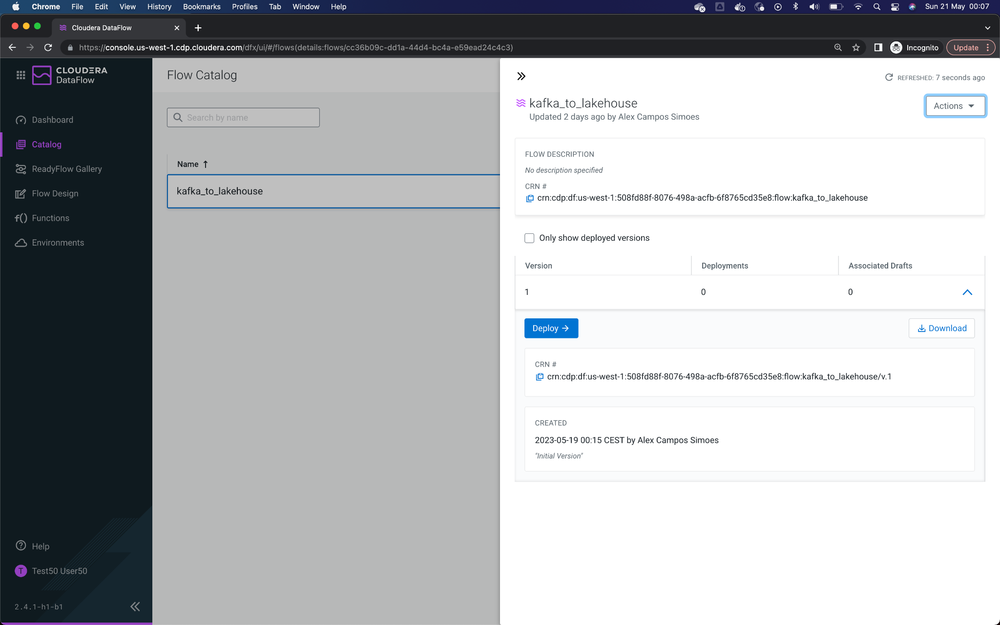 Chrome File Edit View History Bookmarks Profiles Tab Window Help Sun 21 May 00:07
Cloudera DataFlow
https://console.us-west-1.cdp.cloudera.com/dfx/ui/#/flows(details:flows/cc36b09c-dd1a-44d4-bc4a-e59ead24c4c3) Incognito Update
CLOUDERA
DataFlow
Dashboard
Catalog
ReadyFlow Gallery
Flow Design
f() Functions
Environments
Help
T Test50 User50
2.4.1-h1-b1
Flow Catalog
Search by name
Name
kafka_to_lakehouse
REFRESHED: 7 seconds ago
kafka_to_lakehouse
Updated 2 days ago by Alex Campos Simoes
Actions
FLOW DESCRIPTION
No description specified
CRN #
crn:cdp:df:us-west-1:508fd88f-8076-498a-acfb-6f8765cd35e8:flow:kafka_to_lakehouse
Only show deployed versions
Version Deployments Associated Drafts
1 0 0
Deploy Download
CRN #
crn:cdp:df:us-west-1:508fd88f-8076-498a-acfb-6f8765cd35e8:flow:kafka_to_lakehouse/v.1
CREATED
2023-05-19 00:15 CEST by Alex Campos Simoes
"Initial Version"